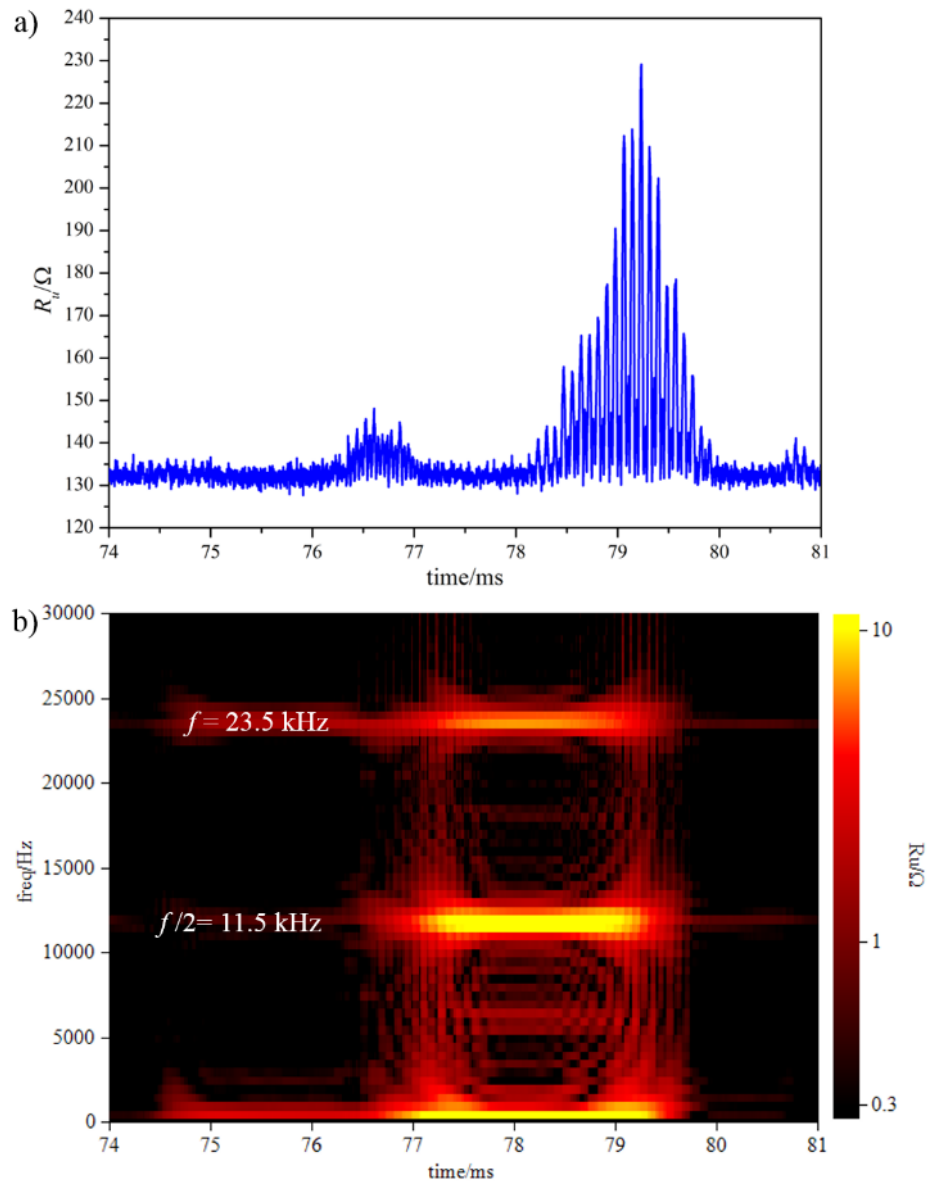 a)
230
220
210
200
190
180
170
160
150
140
130
120
R_u/Ω
74 75 76 77 78 79 80 81
time/ms
b)
30000
25000
20000
15000
10000
5000
0
freq/Hz
f = 23.5 kHz
f /2= 11.5 kHz
74 75 76 77 78 79 80 81
time/ms
10
1
0.3
Ru/Ω